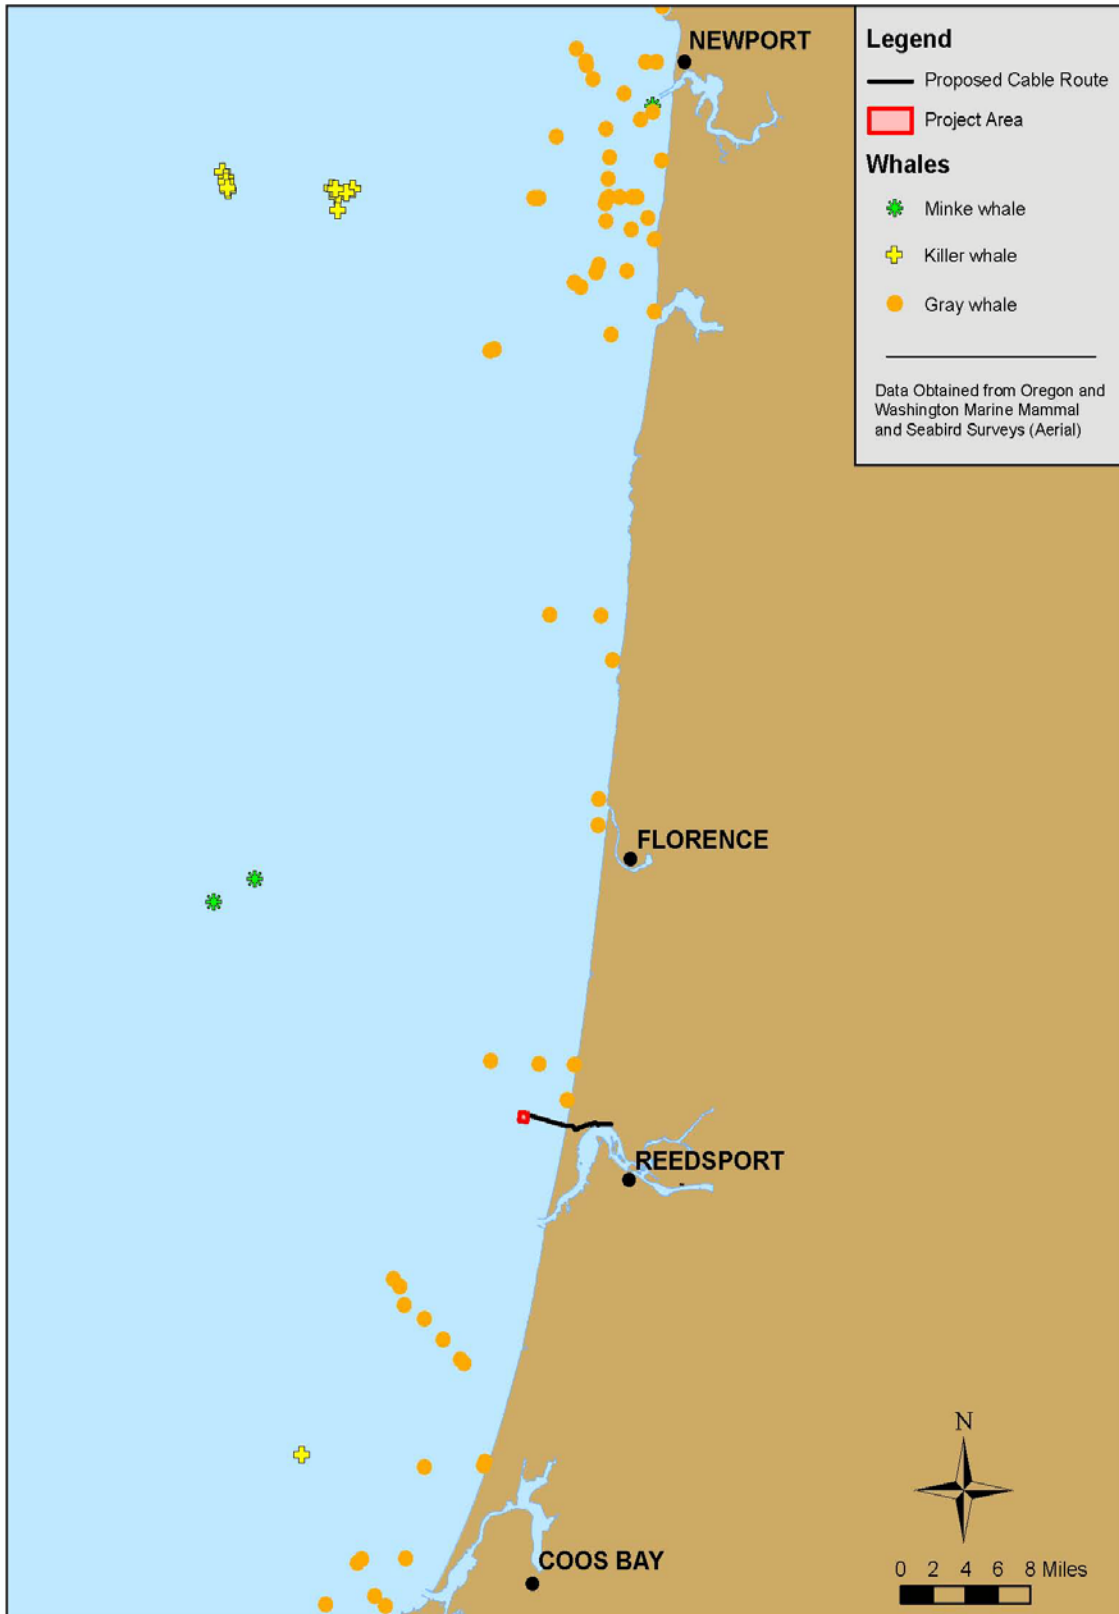 NEWPORT
Legend
Proposed Cable Route
Project Area
Whales
Minke whale
Killer whale
Gray whale
Data Obtained from Oregon and
Washington Marine Mammal
and Seabird Surveys (Aerial)
FLORENCE
REEDSPORT
COOS BAY
N
0 2 4 6 8 Miles